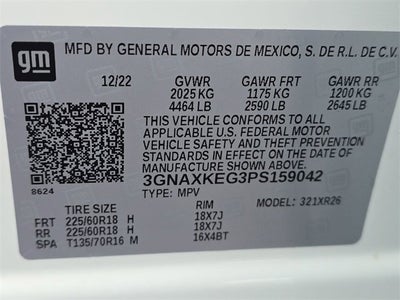 gm
MFD BY GENERAL MOTORS DE MEXICO, S. DE R.L. DE C.V.
12/22 GVWR GAWR FRT GAWR RR
2025 KG 1175 KG 1200 KG
4464 LB 2590 LB 2645 LB
THIS VEHICLE CONFORMS TO ALL APPLICABLE
U.S. FEDERAL MOTOR
VEHICLE SAFETY AND THEFT PREVENTION
STANDARDS IN EFFECT ON THE DATE OF
MANUFACTURE SHOWN ABOVE.
3GNAXKEG3PS159042
8624 TYPE: MPV MODEL: 321XR26
TIRE SIZE RIM
FRT 225/60R18 H 18X7J
RR 225/60R18 H 18X7J
SPA T135/70R16 M 16X4BT